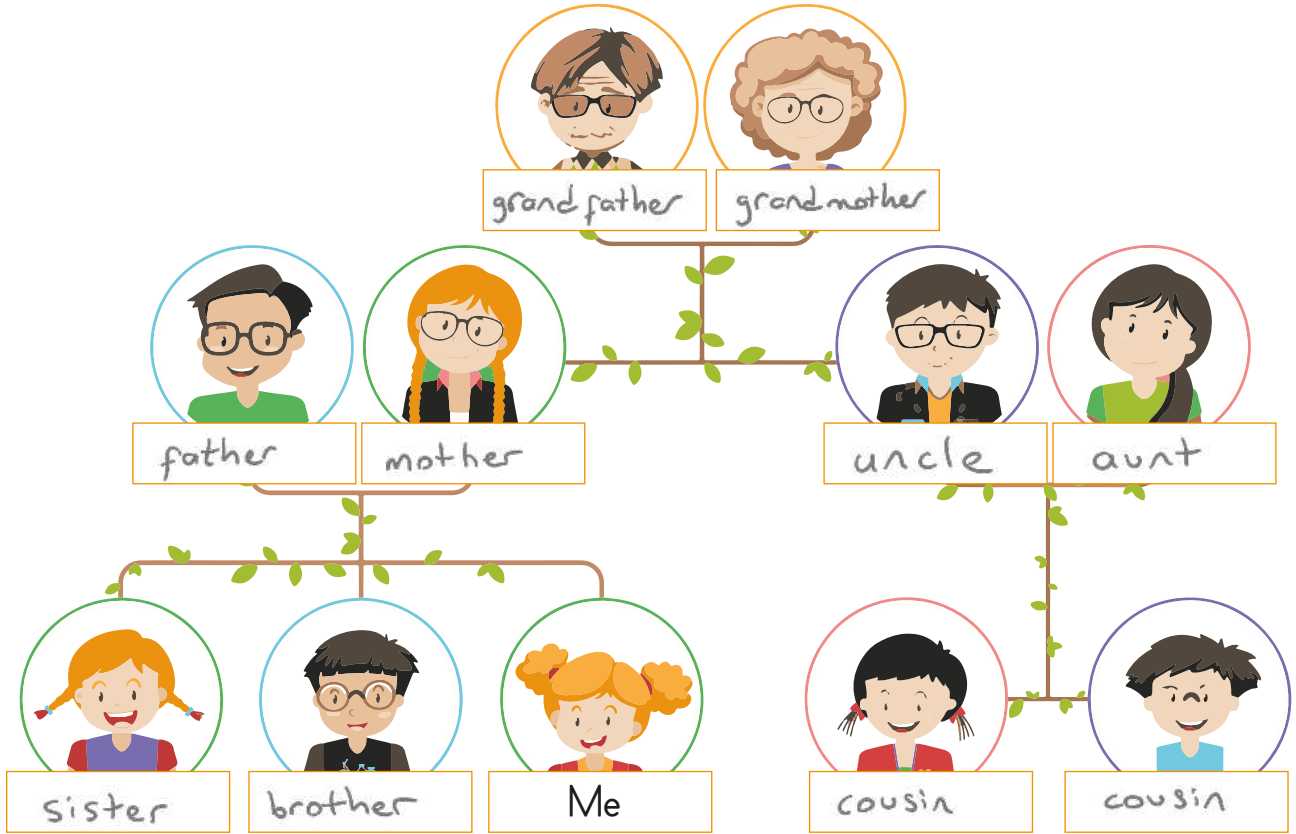 grandfather
grandmother
father
mother
uncle
aunt
sister
brother
Me
cousin
cousin